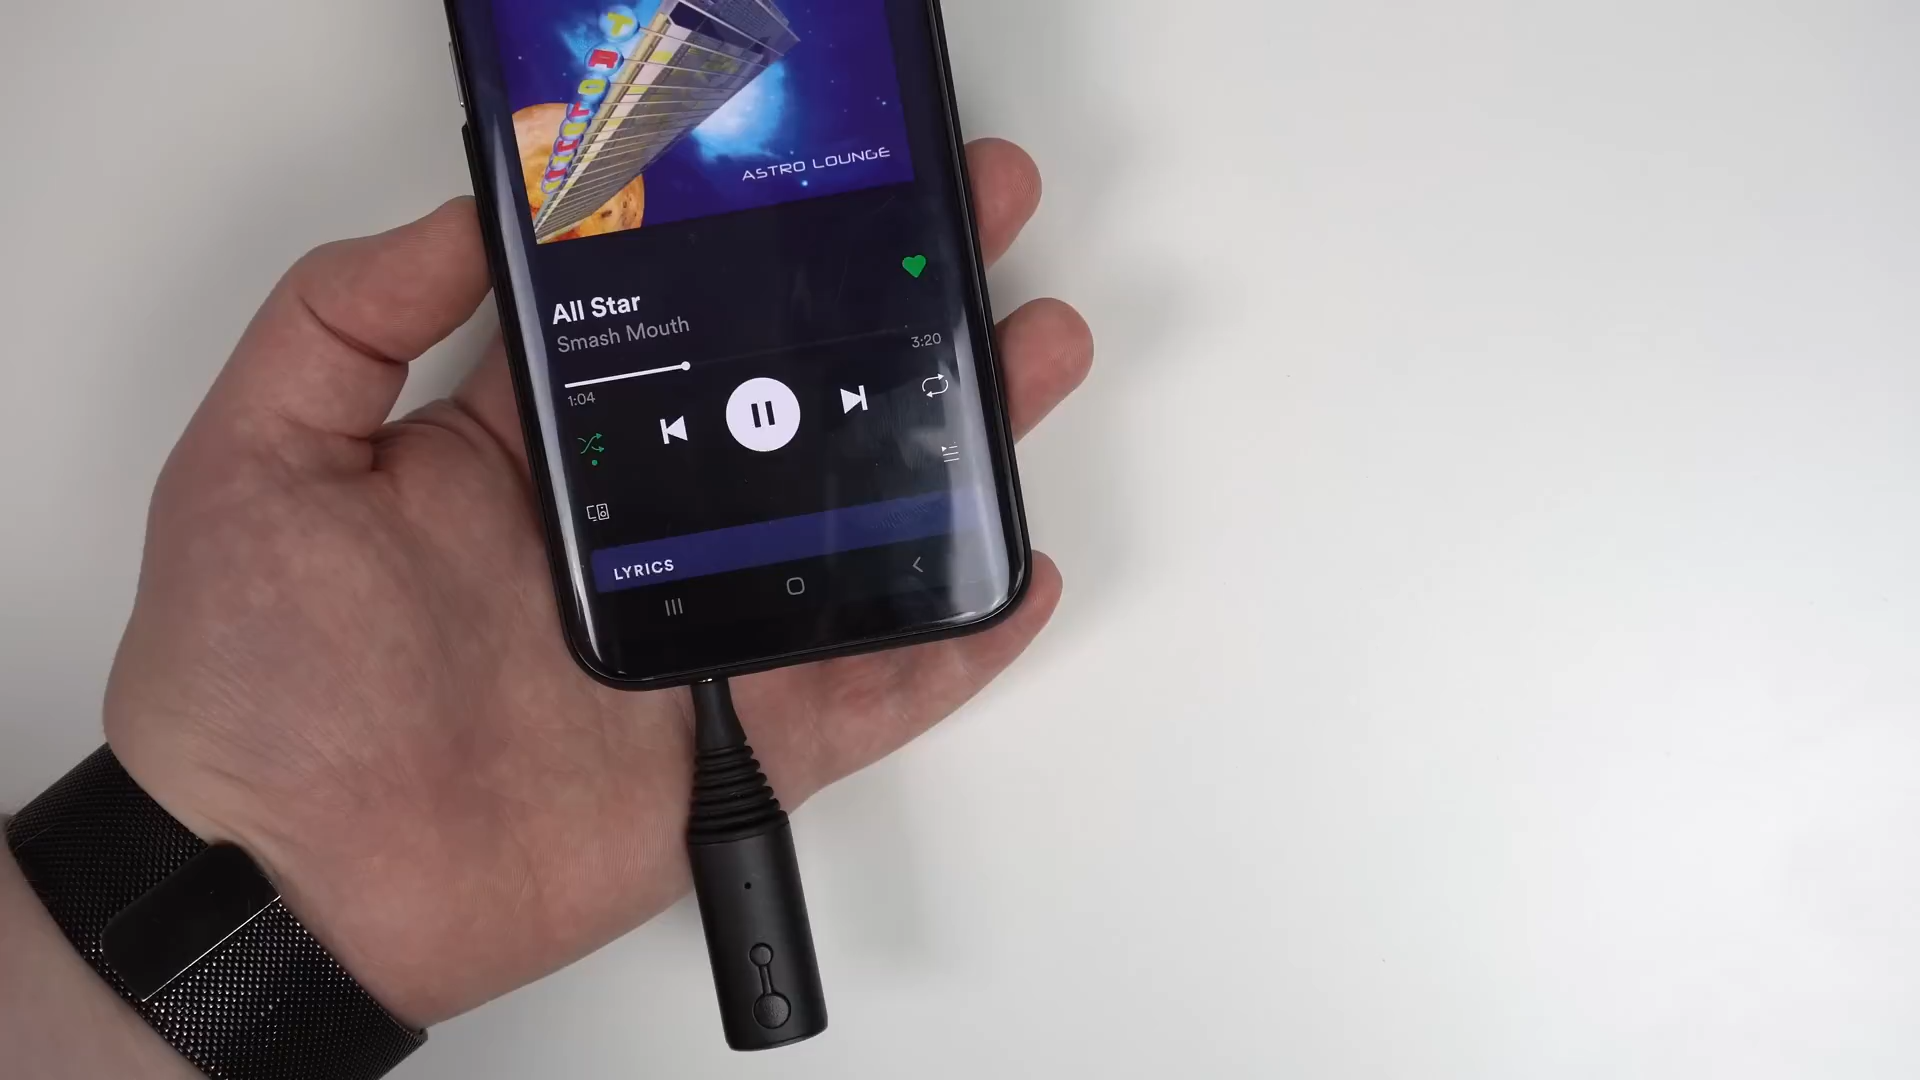 ASTRO LOUNGE
All Star
Smash Mouth
1:04
3:20
LYRICS